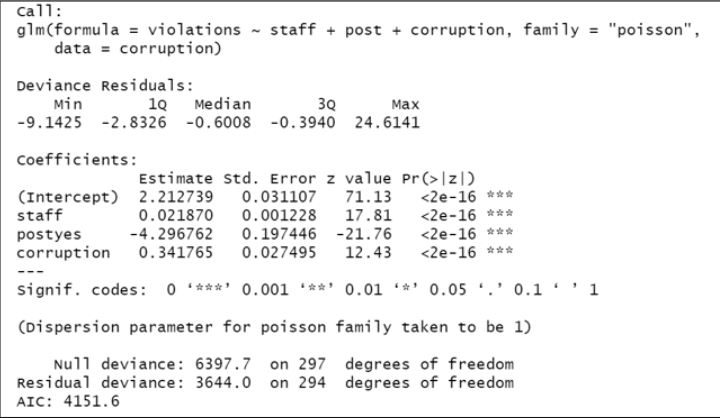 Call:
glm(formula = violations ~ staff + post + corruption, family = "poisson",
    data = corruption)
Deviance Residuals:
    Min       1Q   Median       3Q      Max
-9.1425  -2.8326  -0.6008  -0.3940  24.6141
Coefficients:
             Estimate Std. Error z value Pr(>|z|)
(Intercept)  2.212739   0.031107   71.13   <2e-16 ***
staff        0.021870   0.001228   17.81   <2e-16 ***
postyes     -4.296762   0.197446  -21.76   <2e-16 ***
corruption   0.341765   0.027495   12.43   <2e-16 ***
---
Signif. codes:  0 ‘***’ 0.001 ‘**’ 0.01 ‘*’ 0.05 ‘.’ 0.1 ‘ ’ 1
(Dispersion parameter for poisson family taken to be 1)
    Null deviance: 6397.7  on 297  degrees of freedom
Residual deviance: 3644.0  on 294  degrees of freedom
AIC: 4151.6